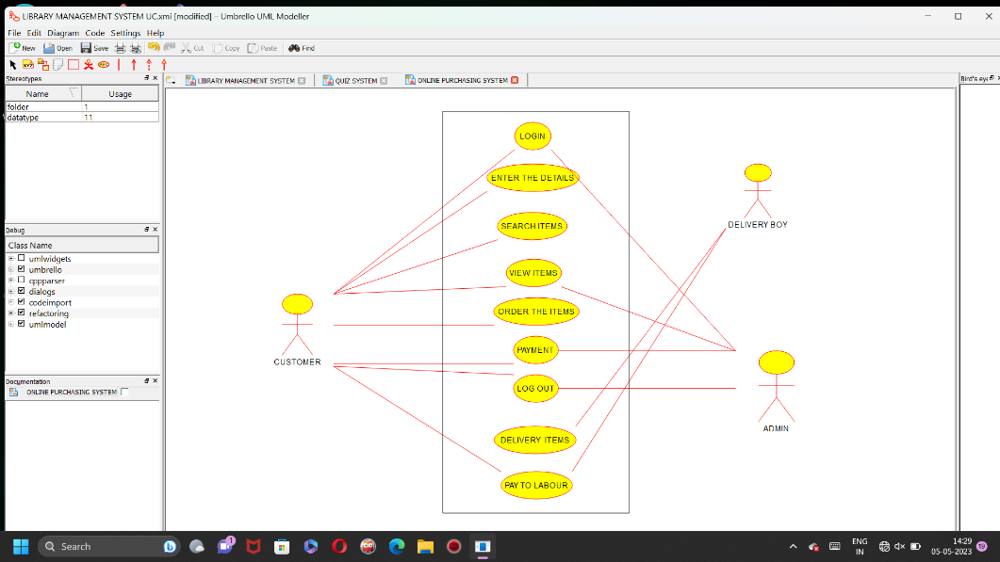 LIBRARY MANAGEMENT SYSTEM UC.xmi [modified] – Umbrello UML Modeller
File Edit Diagram Code Settings Help
New Open Save Cut Copy Paste Find
Stereotypes
LIBRARY MANAGEMENT SYSTEM QUIZ SYSTEM ONLINE PURCHASING SYSTEM
Bird's eye
Name Usage
folder 1
datatype 11
Debug
Class Name
umlwidgets
umbrello
cppparser
dialogs
codeimport
refactoring
umlmodel
Documentation
ONLINE PURCHASING SYSTEM
LOGIN
ENTER THE DETAILS
SEARCH ITEMS
VIEW ITEMS
ORDER THE ITEMS
PAYMENT
LOG OUT
DELIVERY ITEMS
PAY TO LABOUR
CUSTOMER
DELIVERY BOY
ADMIN
Search
1
ENG
IN
14:29
05-05-2023
19